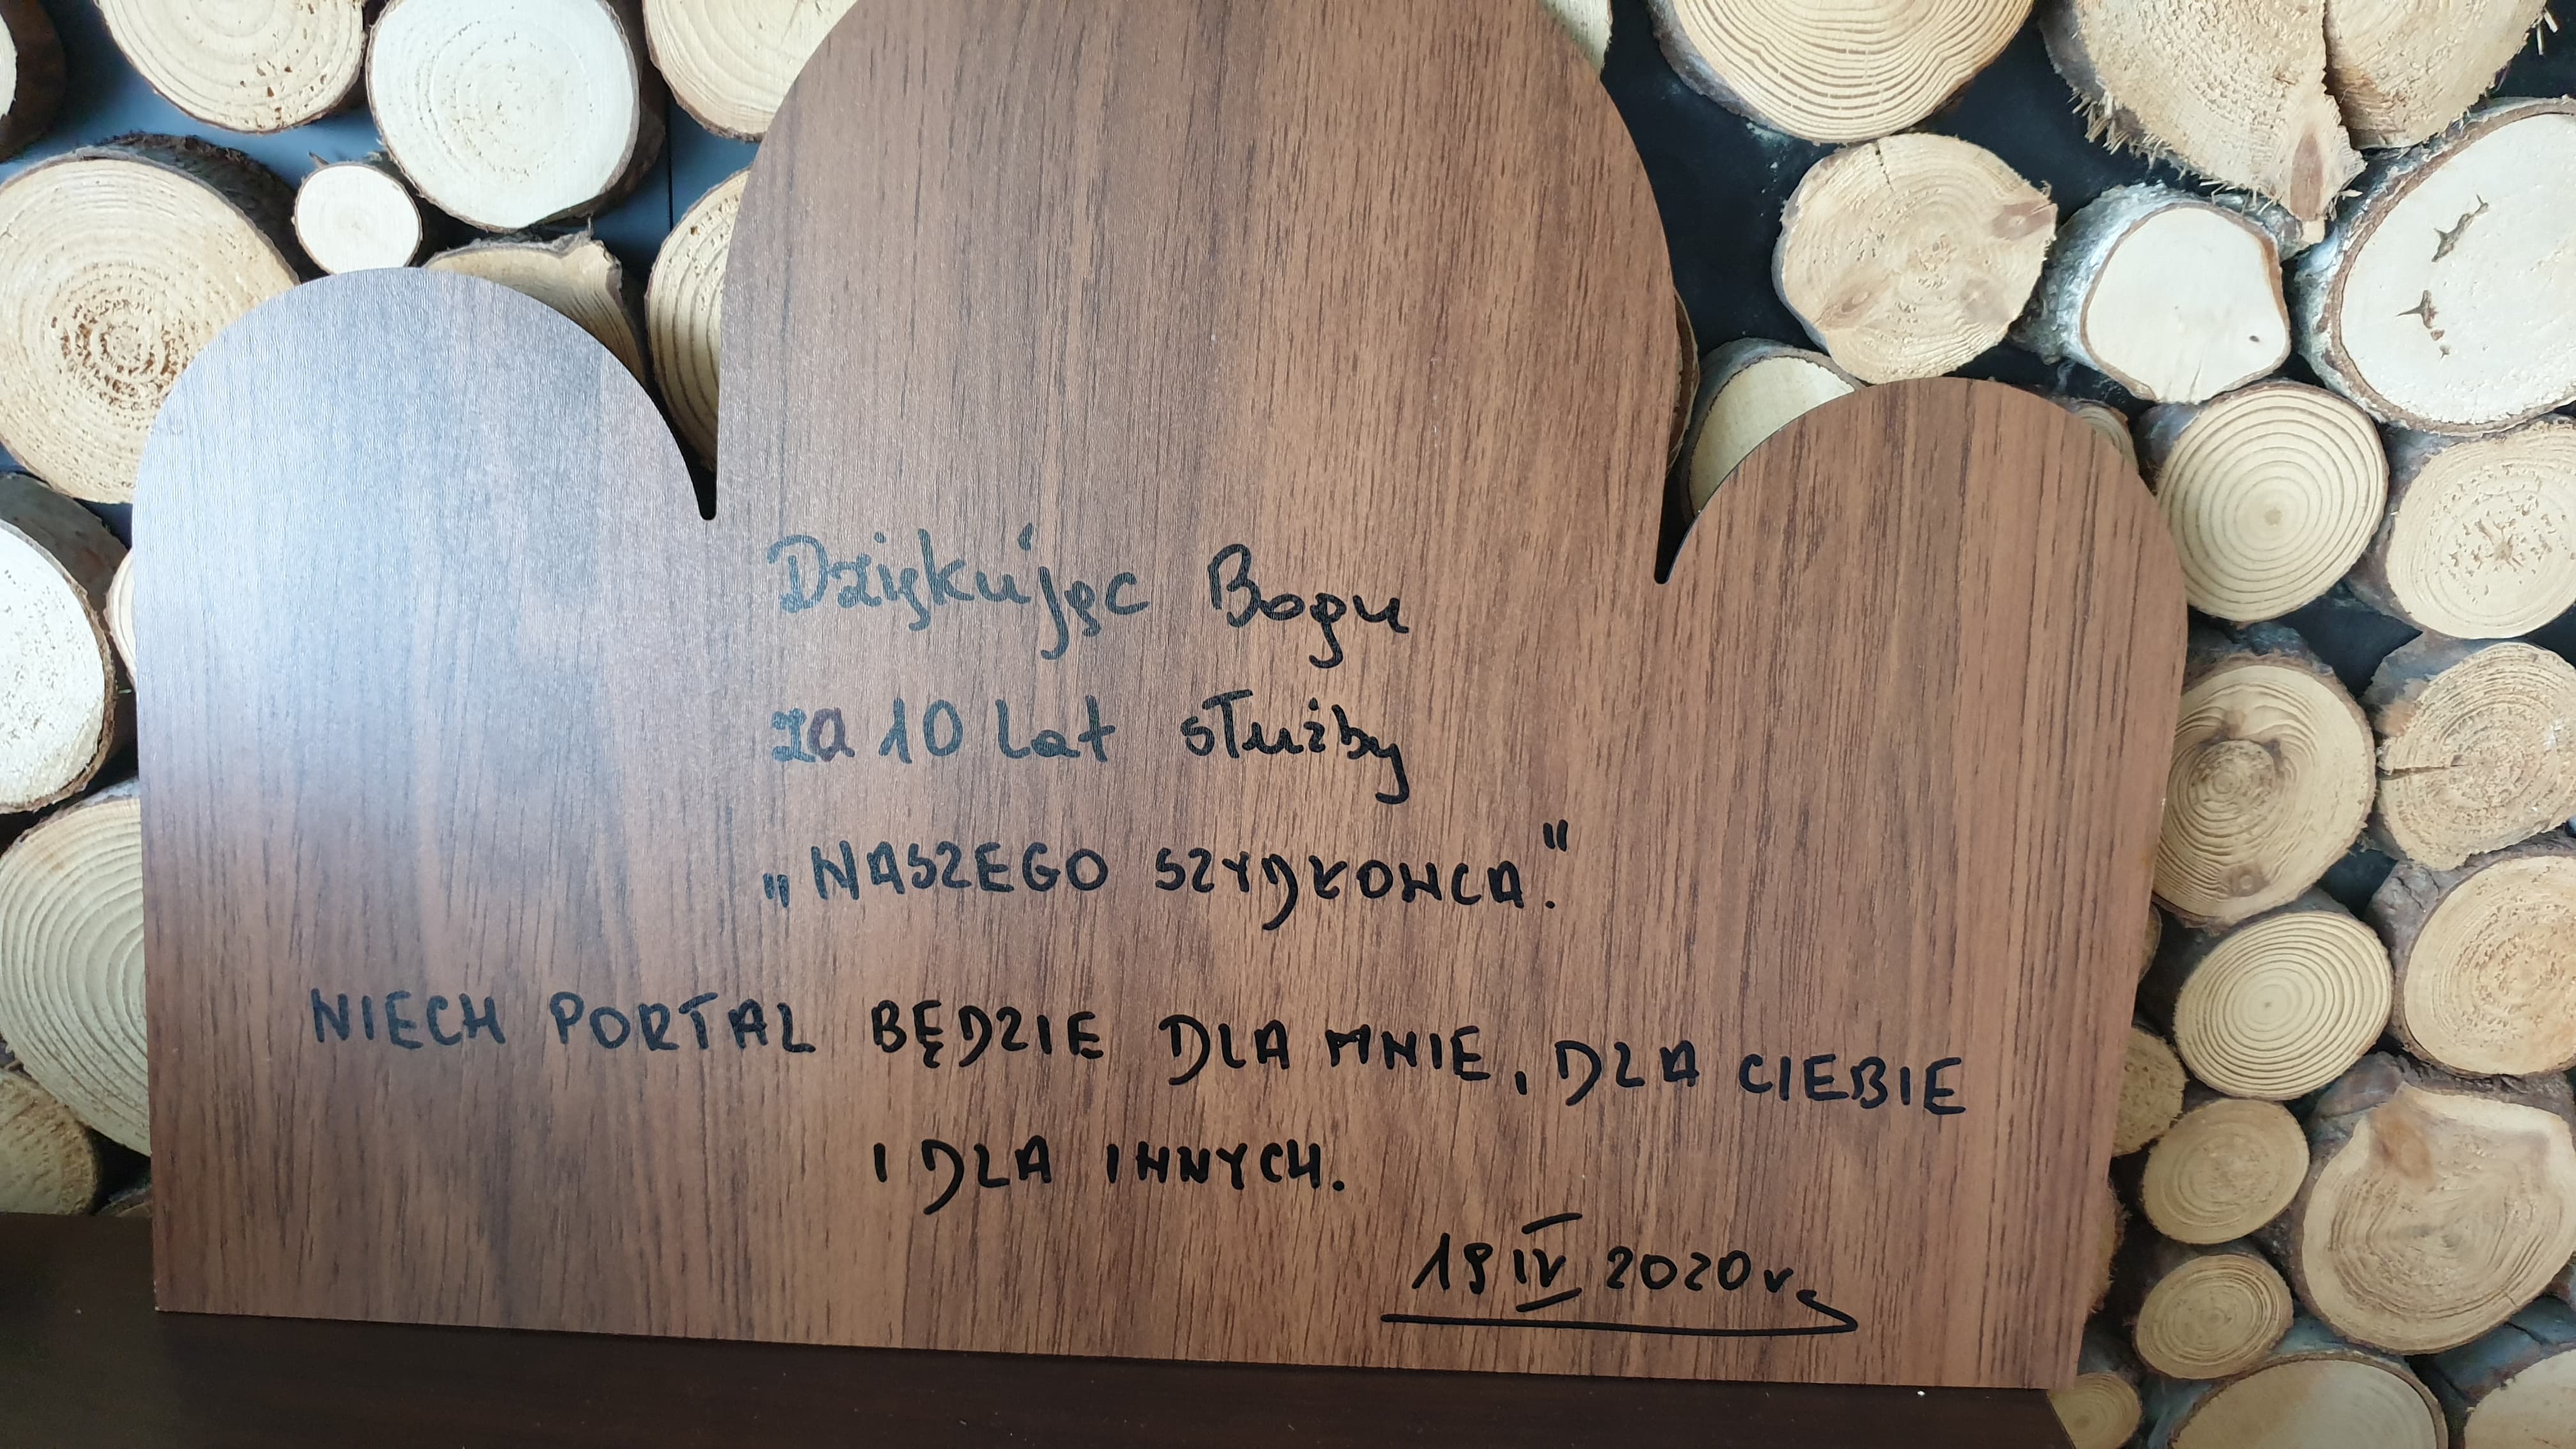 Dziękując Bogu
za 10 lat służby
„NASZEGO SZYDŁOWCA."
NIECH PORTAL BĘDZIE DLA MNIE, DLA CIEBIE
I DLA INNYCH.
19 IV 2020 r.